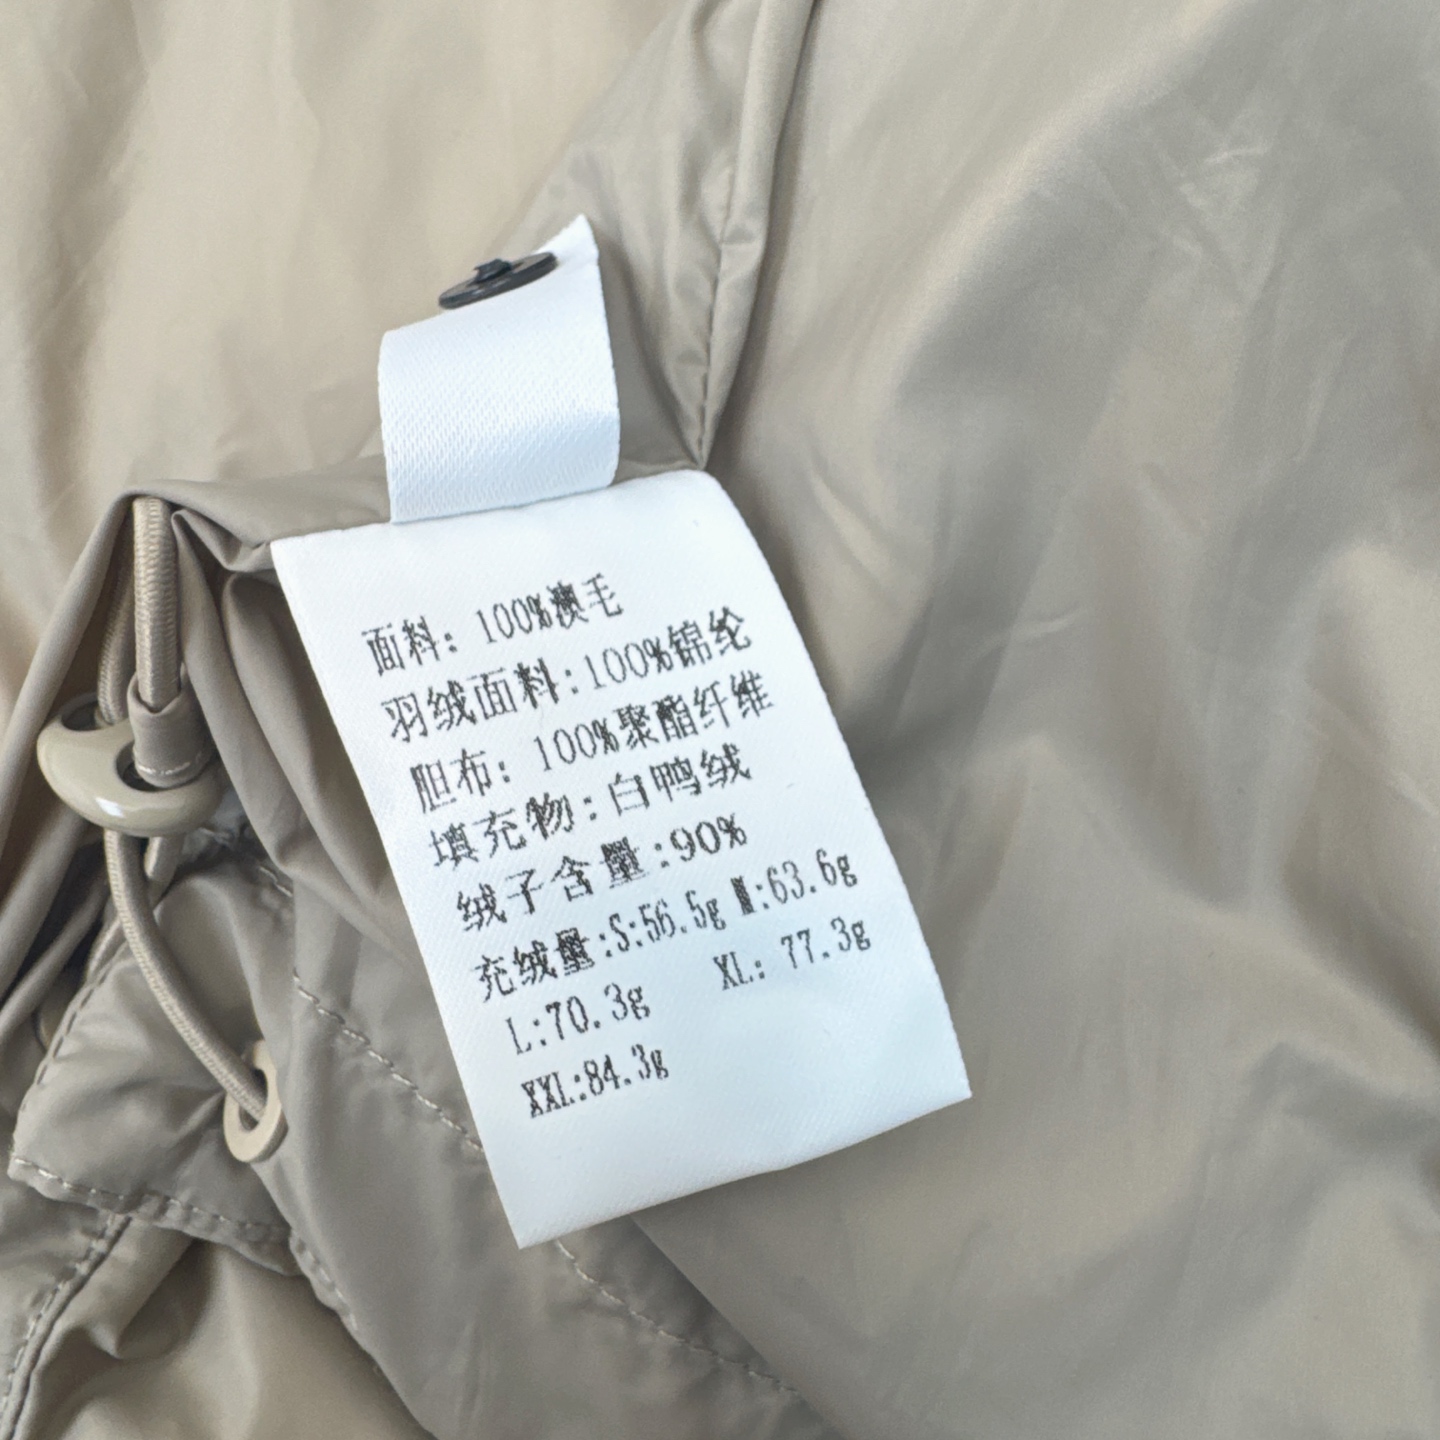 面料: 100%澳毛
羽绒面料:100%锦纶
胆布: 100%聚酯纤维
填充物:白鸭绒
绒子含量:90%
充绒量:S:56.5g M:63.6g
L:70.3g XL: 77.3g
XXL:84.3g